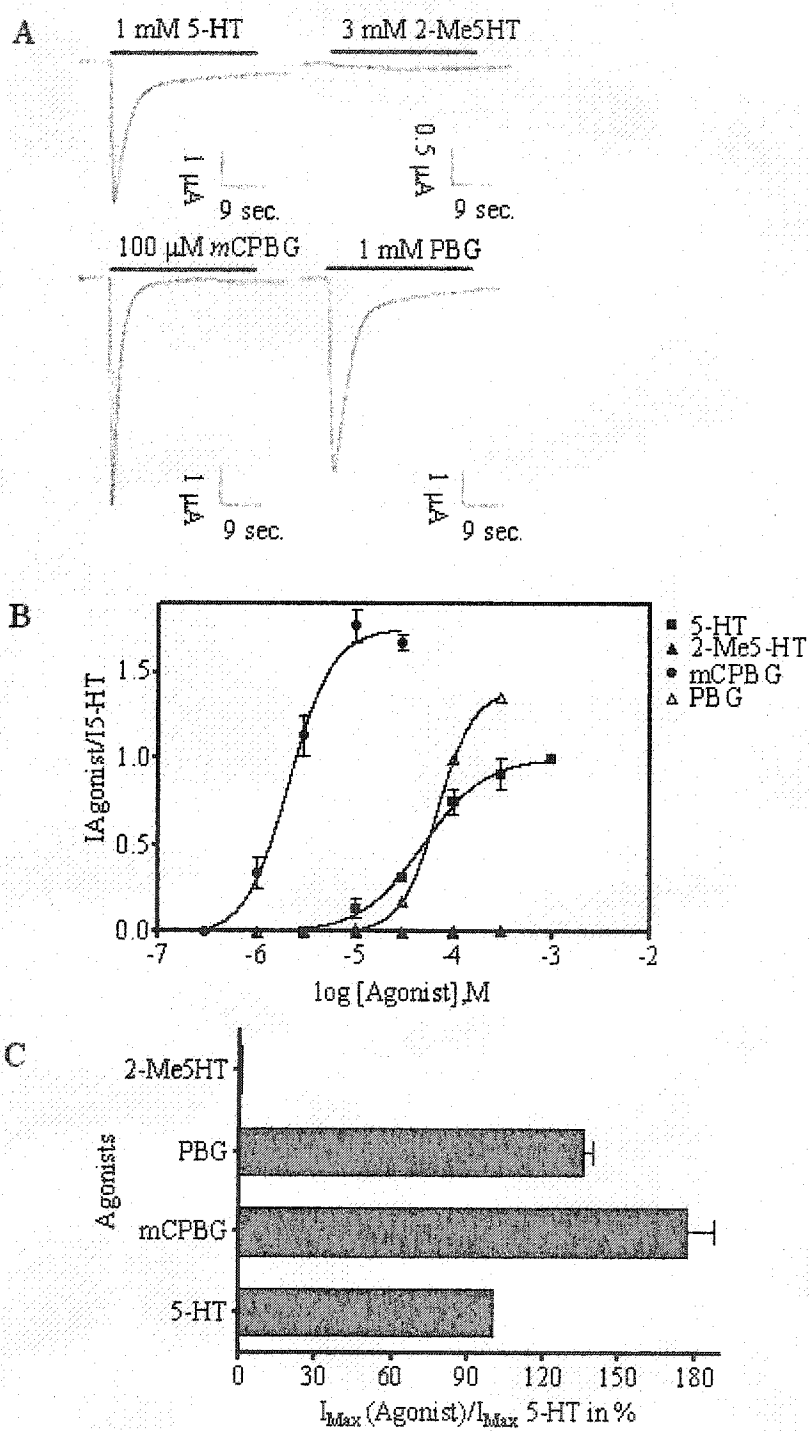 A
1 mM 5-HT
3 mM 2-Me5HT
1 µA
9 sec.
0.5 µA
9 sec.
100 µM mCPBG
1 mM PBG
1 µA
9 sec.
1 µA
9 sec.
B
IAgonist/I5-HT
1.5
1.0
0.5
0.0
-7
-6
-5
-4
-3
-2
log [Agonist],M
5-HT
2-Me5-HT
mCPBG
PBG
C
Agonists
2-Me5HT
PBG
mCPBG
5-HT
0
30
60
90
120
150
180
IMax (Agonist)/IMax 5-HT in %